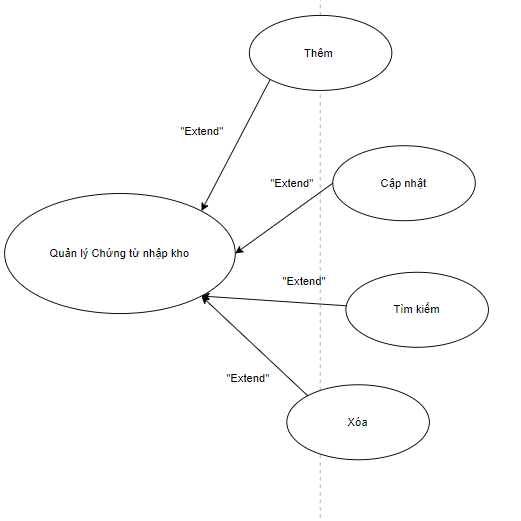 Thêm
"Extend"
"Extend"
Cập nhật
Quản lý Chứng từ nhập kho
"Extend"
Tìm kiếm
"Extend"
Xóa